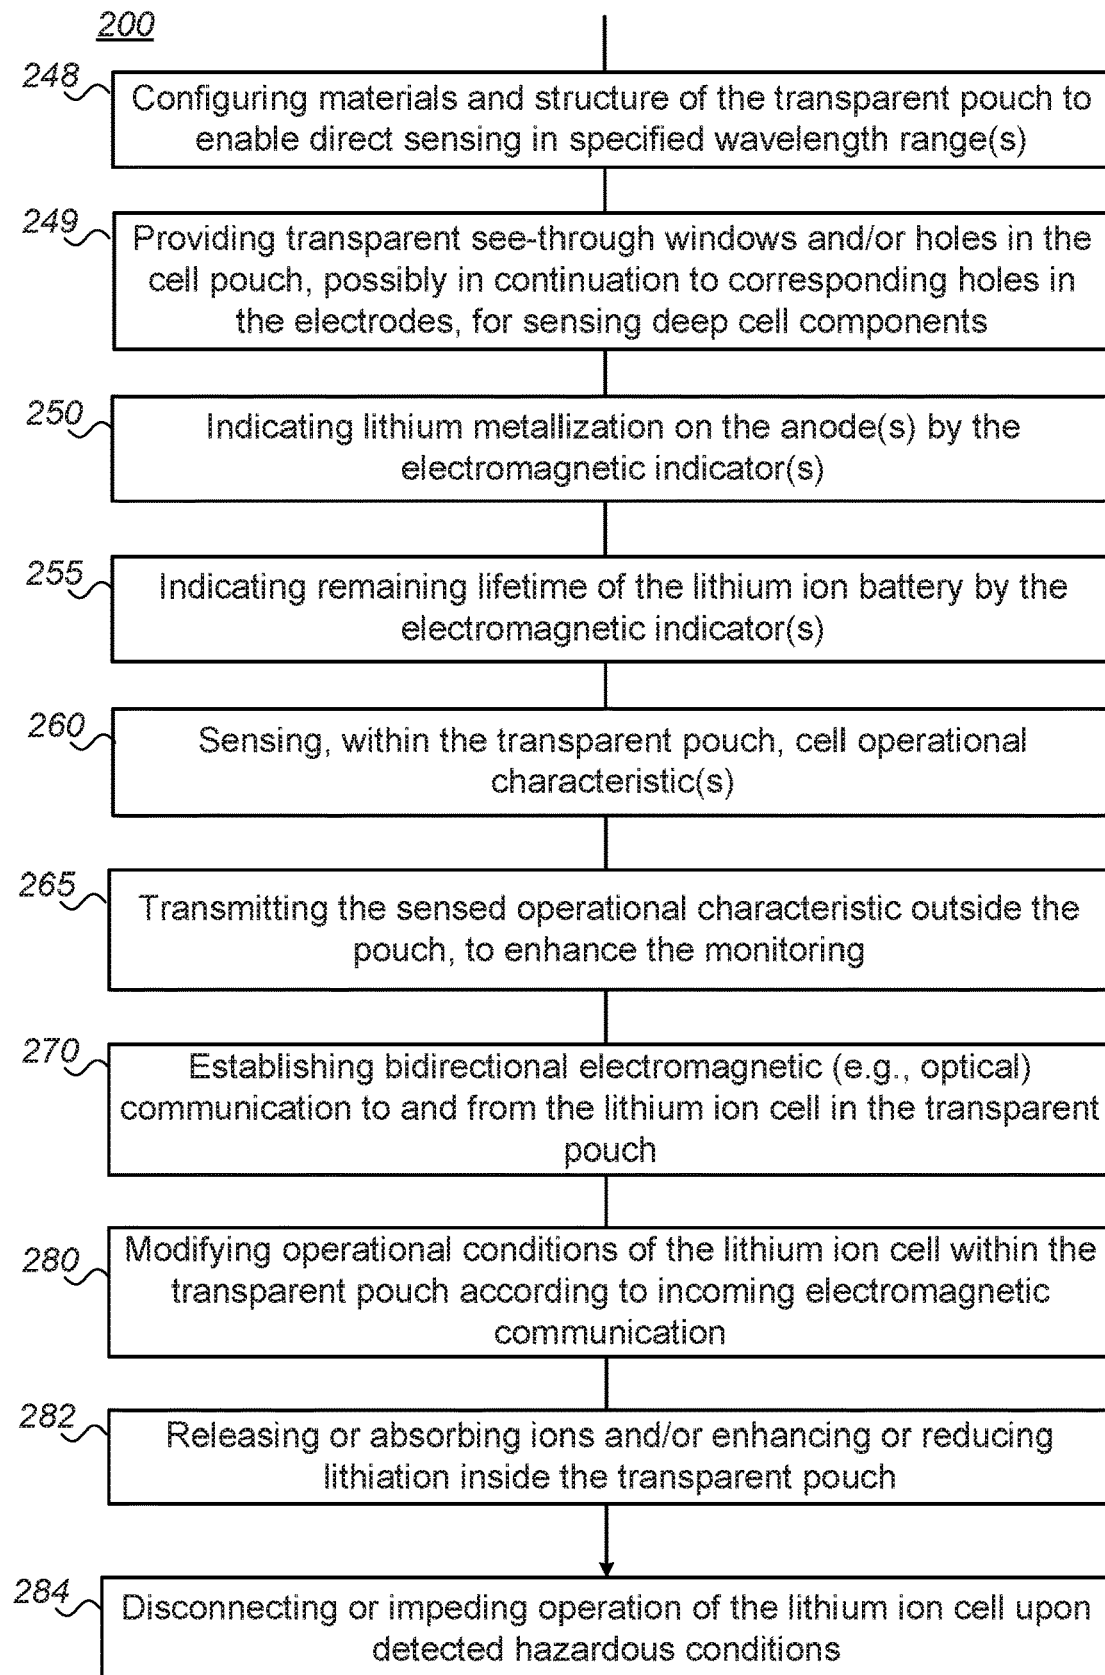 200
248
Configuring materials and structure of the transparent pouch to
enable direct sensing in specified wavelength range(s)
249
Providing transparent see-through windows and/or holes in the
cell pouch, possibly in continuation to corresponding holes in
the electrodes, for sensing deep cell components
250
Indicating lithium metallization on the anode(s) by the
electromagnetic indicator(s)
255
Indicating remaining lifetime of the lithium ion battery by the
electromagnetic indicator(s)
260
Sensing, within the transparent pouch, cell operational
characteristic(s)
265
Transmitting the sensed operational characteristic outside the
pouch, to enhance the monitoring
270
Establishing bidirectional electromagnetic (e.g., optical)
communication to and from the lithium ion cell in the transparent
pouch
280
Modifying operational conditions of the lithium ion cell within the
transparent pouch according to incoming electromagnetic
communication
282
Releasing or absorbing ions and/or enhancing or reducing
lithiation inside the transparent pouch
284
Disconnecting or impeding operation of the lithium ion cell upon
detected hazardous conditions